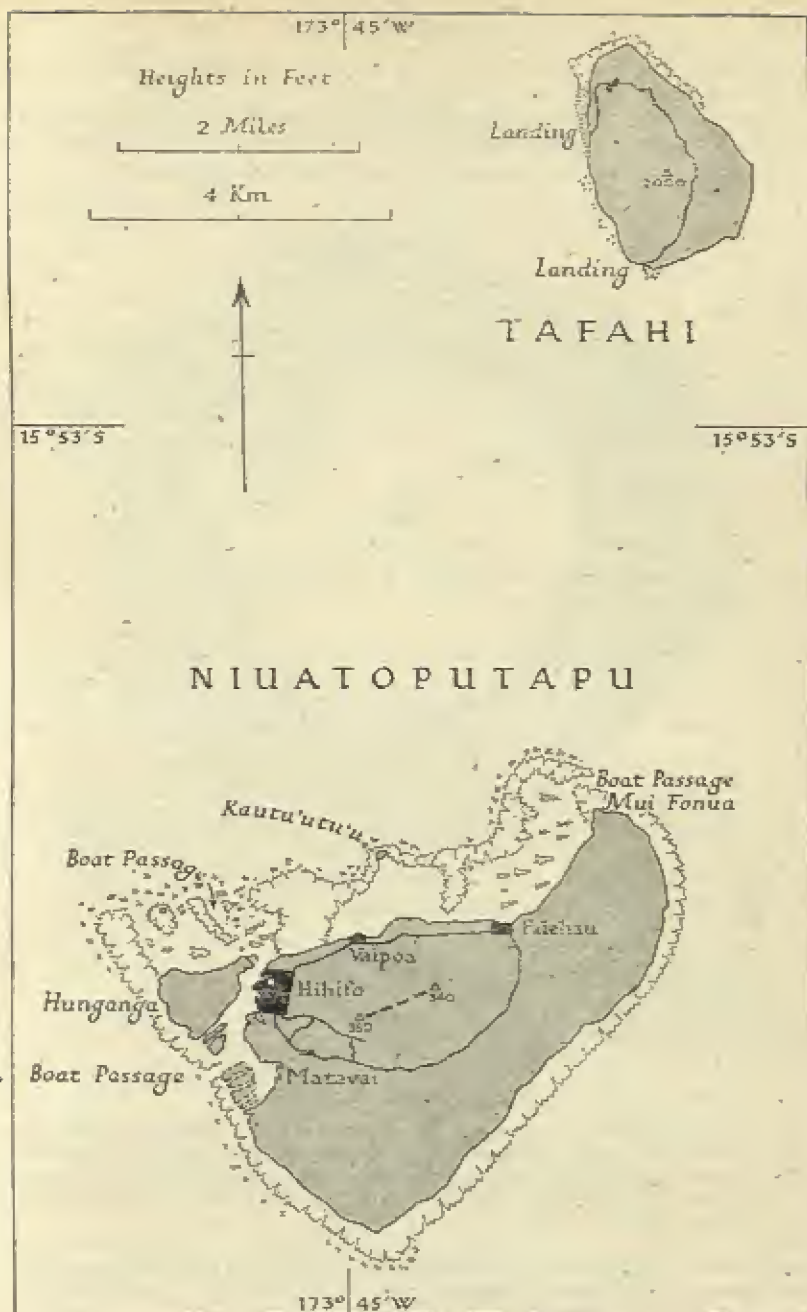 173° 45'W
Heights in Feet
2 Miles
4 Km.
Landing
Landing
TAFAHI
15°53'S
15°53'S
NIUATOPUTAPU
Boat Passage
Mui Fonua
Kautu'utu'u
Boat Passage
Falehau
Vaipoa
Hihifo
340
350
Hunganga
Boat Passage
Matavai
173° 45'W